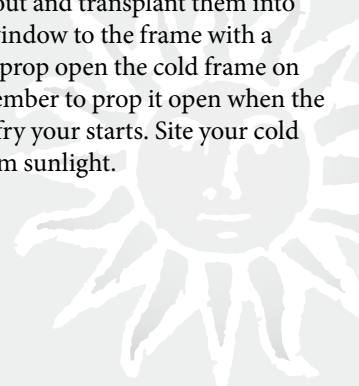 out and transplant them into
window to the frame with a
prop open the cold frame on
ember to prop it open when the
fry your starts. Site your cold
m sunlight.